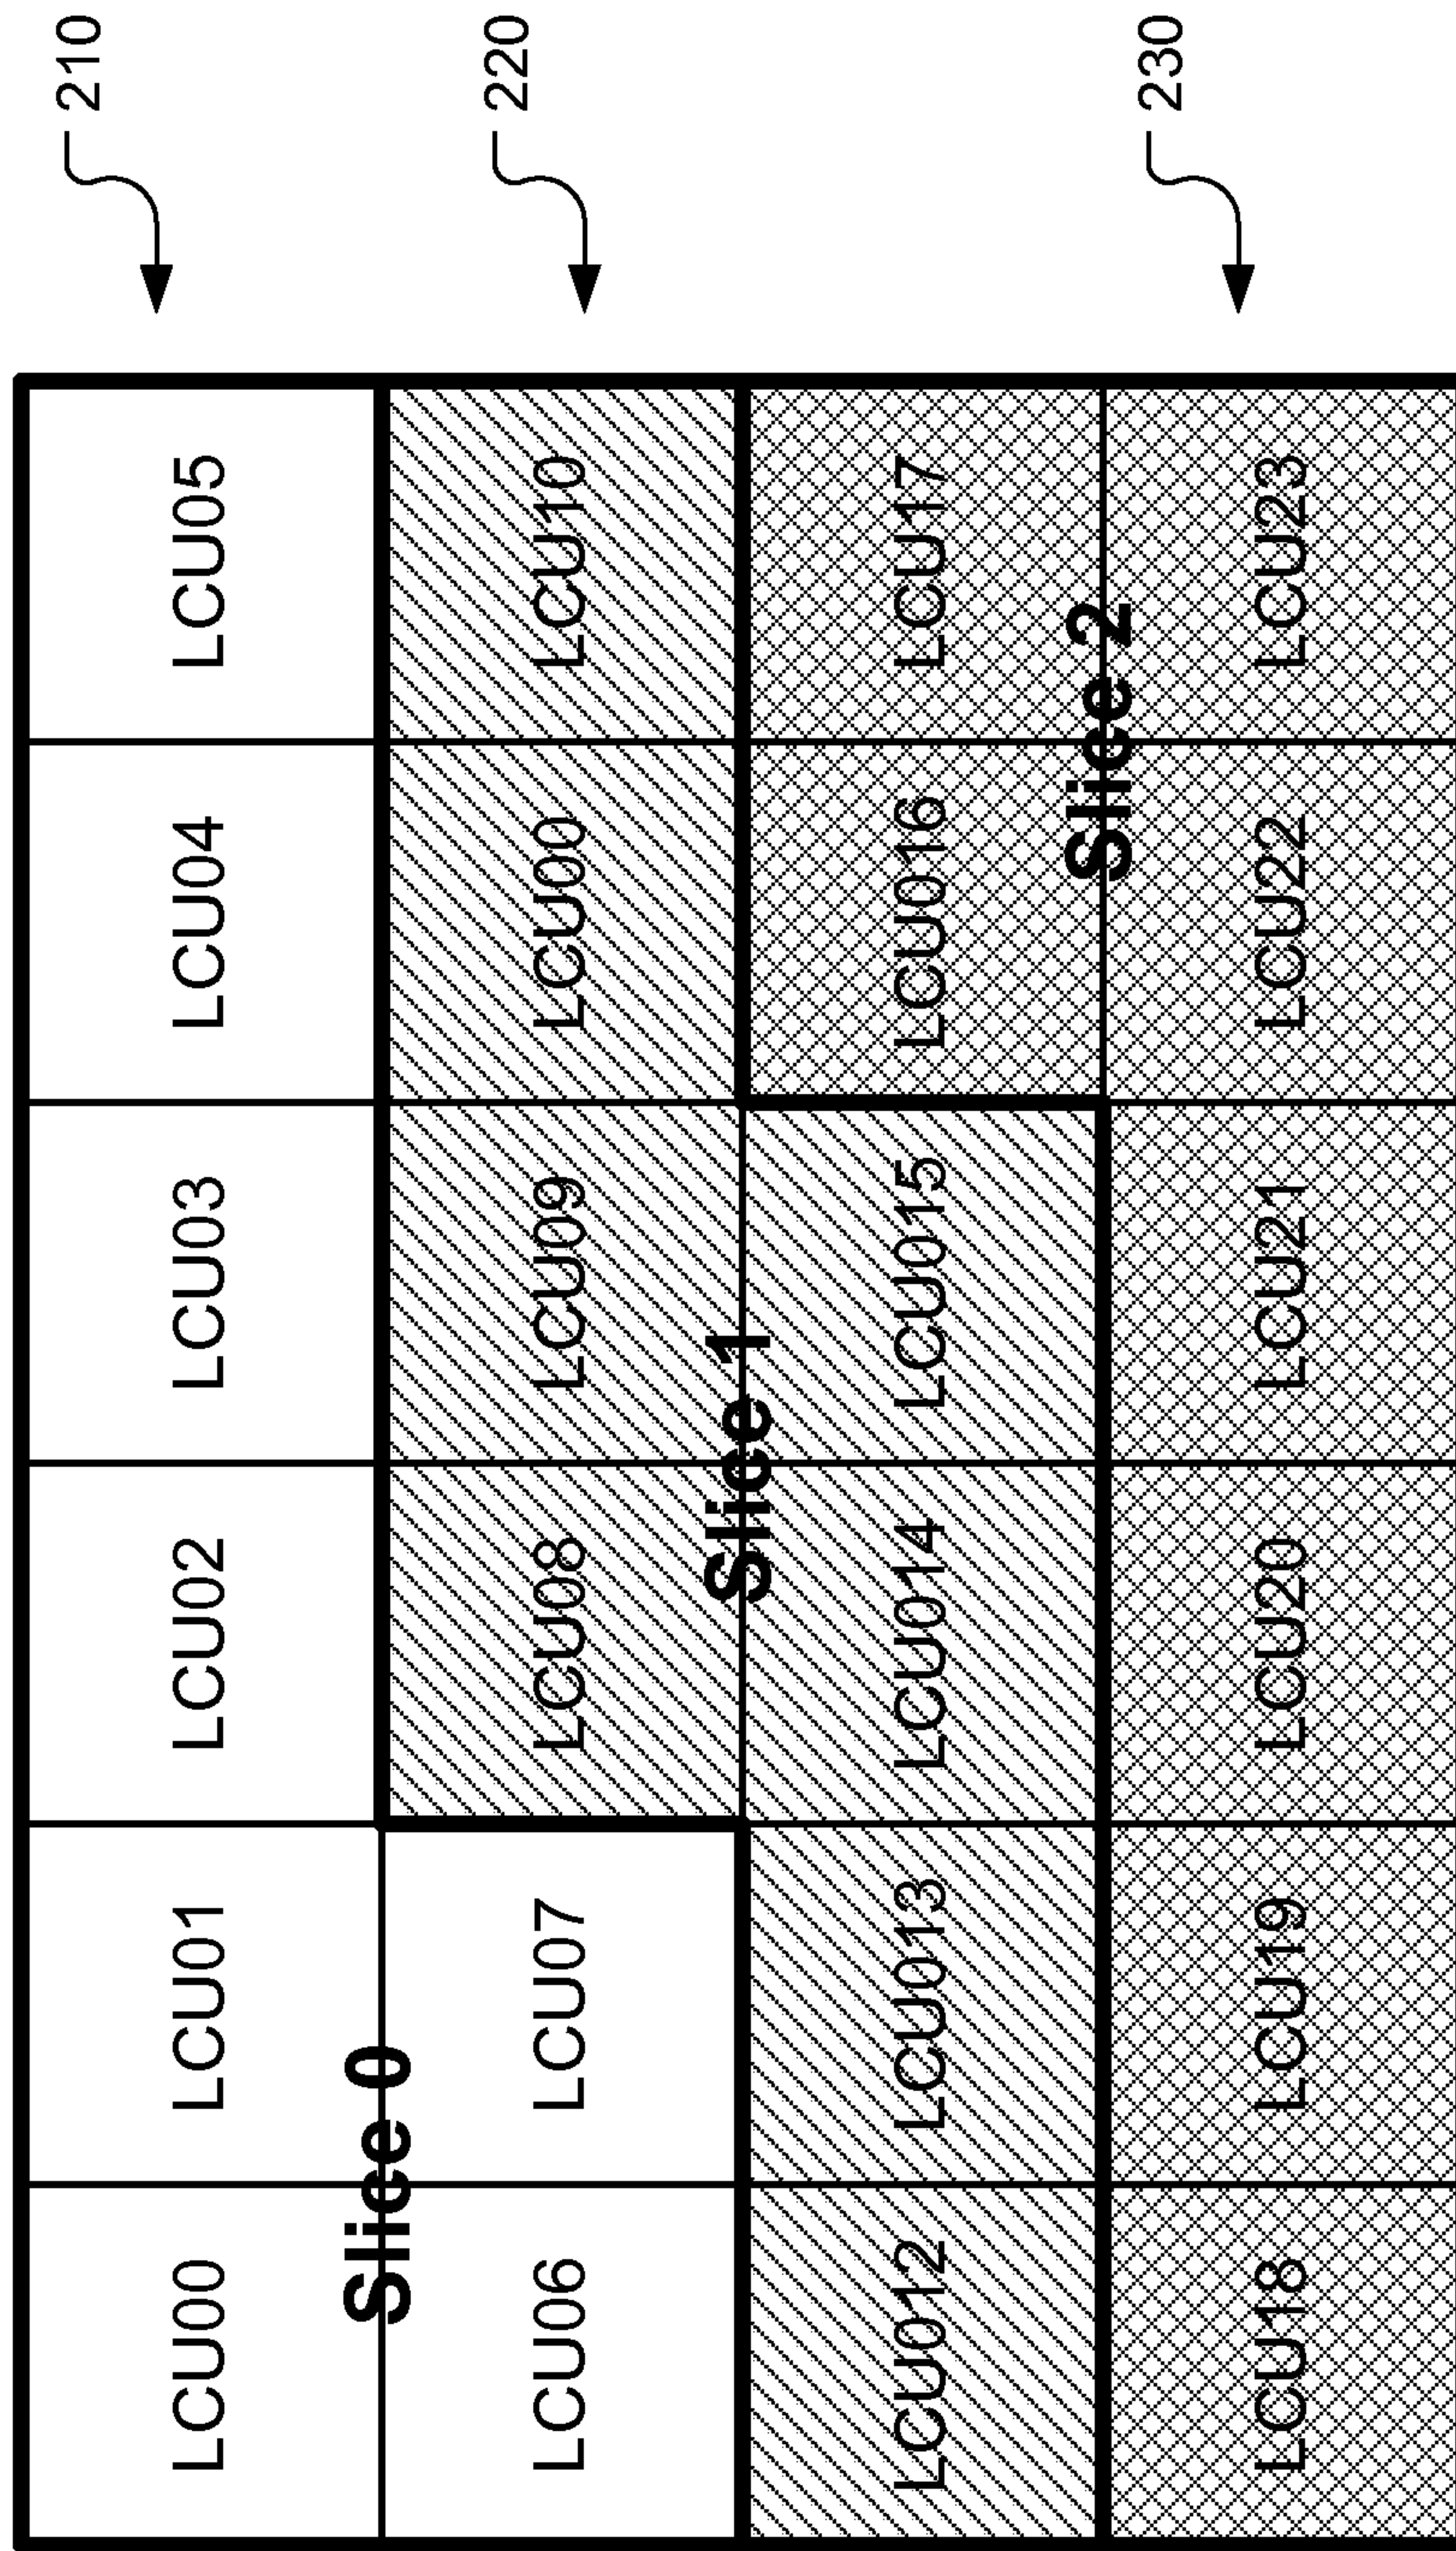 LCU00 LCU01 LCU02 LCU03 LCU04 LCU05 210
Slice 0
LCU06 LCU07 LCU08 LCU09 LCU00 LCU10 220
Slice 1
LCU012 LCU013 LCU014 LCU015 LCU016 LCU17
Slice 2 230
LCU18 LCU19 LCU20 LCU21 LCU22 LCU23